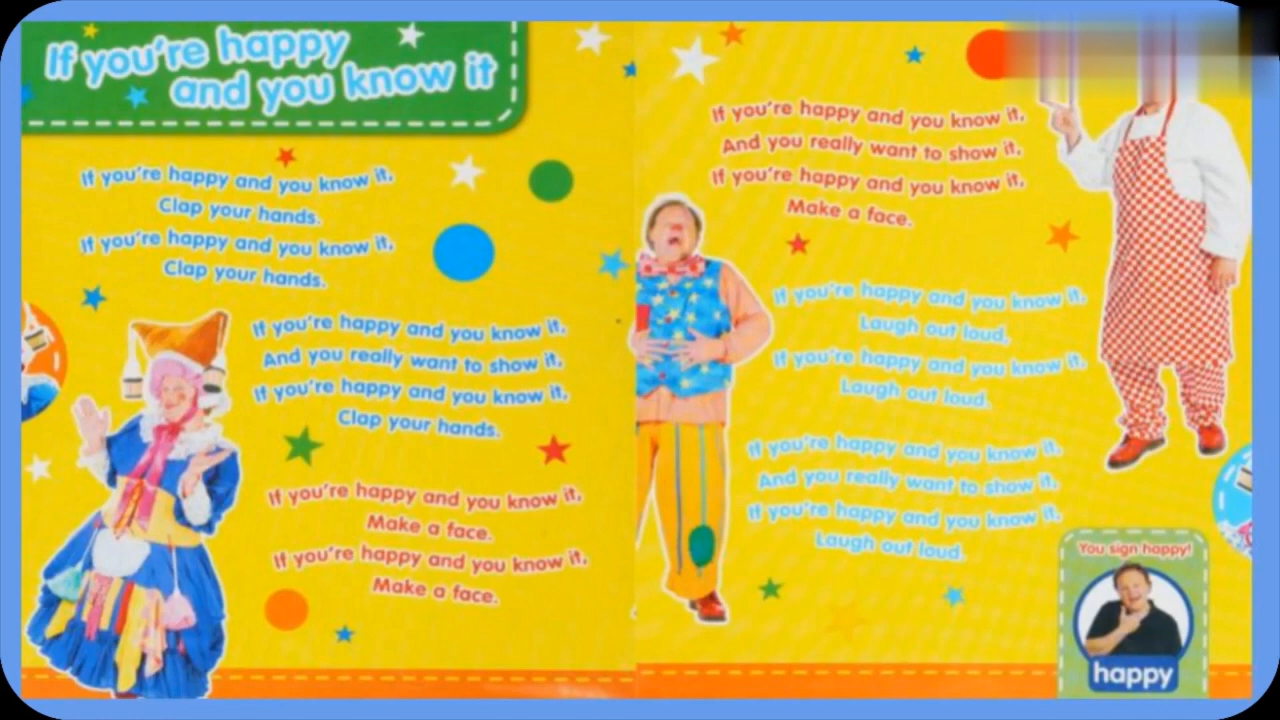 If you're happy
and you know it
If you're happy and you know it,
Clap your hands.
If you're happy and you know it,
Clap your hands.
If you're happy and you know it,
And you really want to show it,
If you're happy and you know it,
Clap your hands.
If you're happy and you know it,
Make a face.
If you're happy and you know it,
Make a face.
If you're happy and you know it,
And you really want to show it,
If you're happy and you know it,
Make a face.
If you're happy and you know it,
Laugh out loud.
If you're happy and you know it,
Laugh out loud.
If you're happy and you know it,
And you really want to show it,
If you're happy and you know it,
Laugh out loud.
You sign happy!
happy